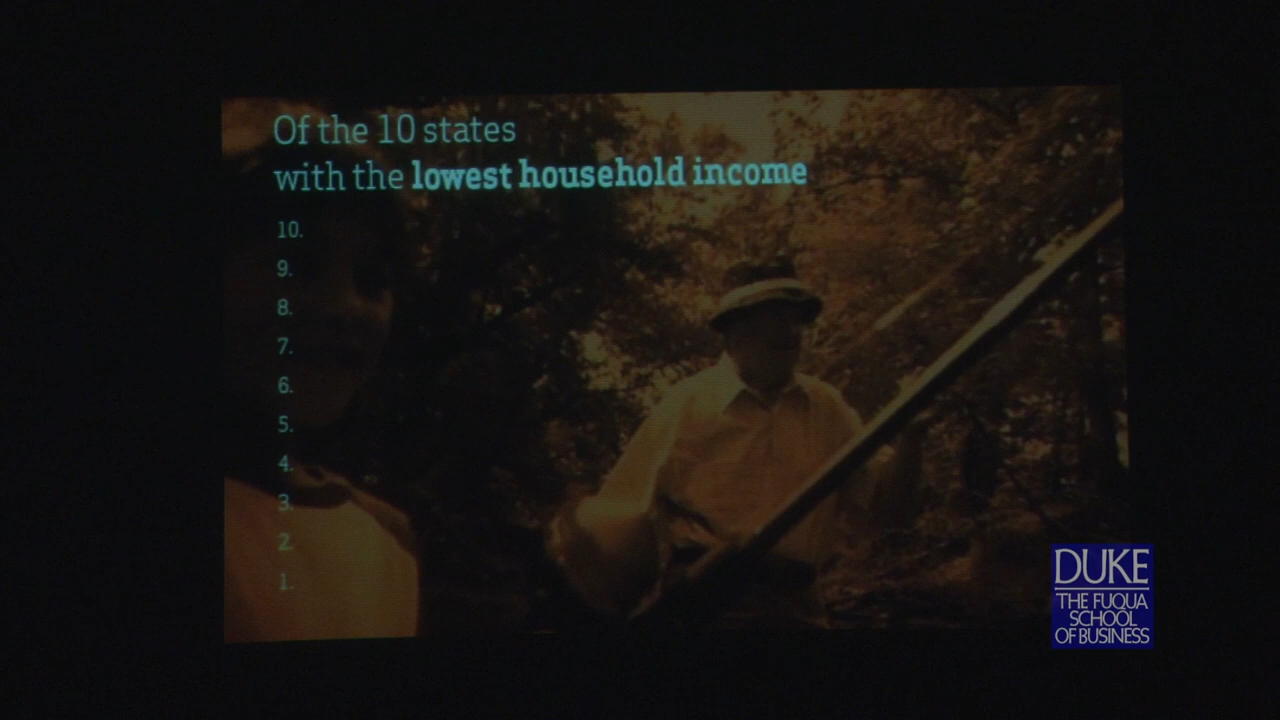 Of the 10 states
with the lowest household income
10.
9.
8.
7.
6.
5.
4.
3.
2.
1.
DUKE
THE FUQUA
SCHOOL
OF BUSINESS